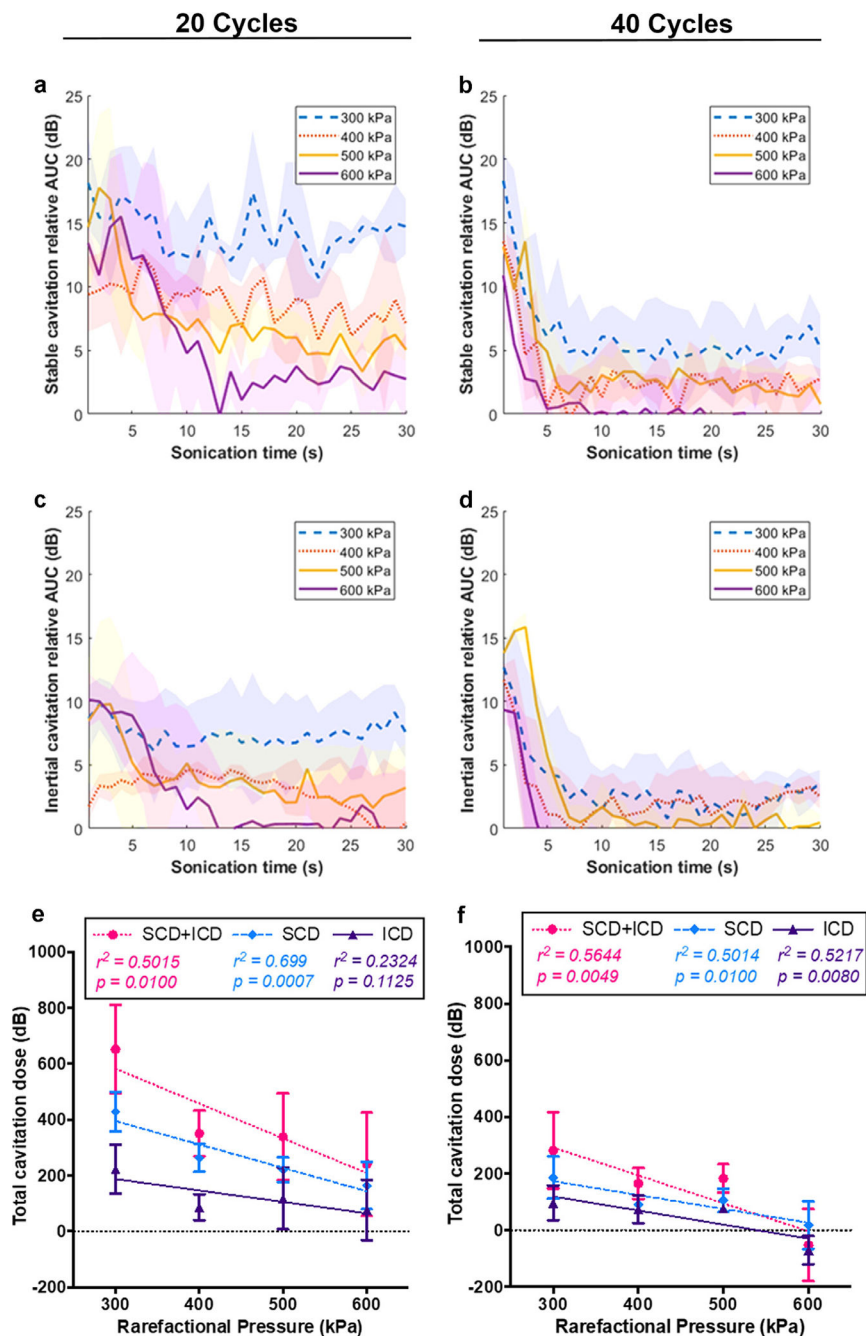 20 Cycles
40 Cycles
a
25
20
15
10
5
0
5
10
15
20
25
30
Stable cavitation relative AUC (dB)
Sonication time (s)
300 kPa
400 kPa
500 kPa
600 kPa
b
25
20
15
10
5
0
5
10
15
20
25
30
Stable cavitation relative AUC (dB)
Sonication time (s)
300 kPa
400 kPa
500 kPa
600 kPa
c
25
20
15
10
5
0
5
10
15
20
25
30
Inertial cavitation relative AUC (dB)
Sonication time (s)
300 kPa
400 kPa
500 kPa
600 kPa
d
25
20
15
10
5
0
5
10
15
20
25
30
Inertial cavitation relative AUC (dB)
Sonication time (s)
300 kPa
400 kPa
500 kPa
600 kPa
e
SCD+ICD SCD ICD
r² = 0.5015 r² = 0.699 r² = 0.2324
p = 0.0100 p = 0.0007 p = 0.1125
1000
800
600
400
200
0
-200
300
400
500
600
Total cavitation dose (dB)
Rarefactional Pressure (kPa)
f
SCD+ICD SCD ICD
r² = 0.5644 r² = 0.5014 r² = 0.5217
p = 0.0049 p = 0.0100 p = 0.0080
1000
800
600
400
200
0
-200
300
400
500
600
Total cavitation dose (dB)
Rarefactional Pressure (kPa)